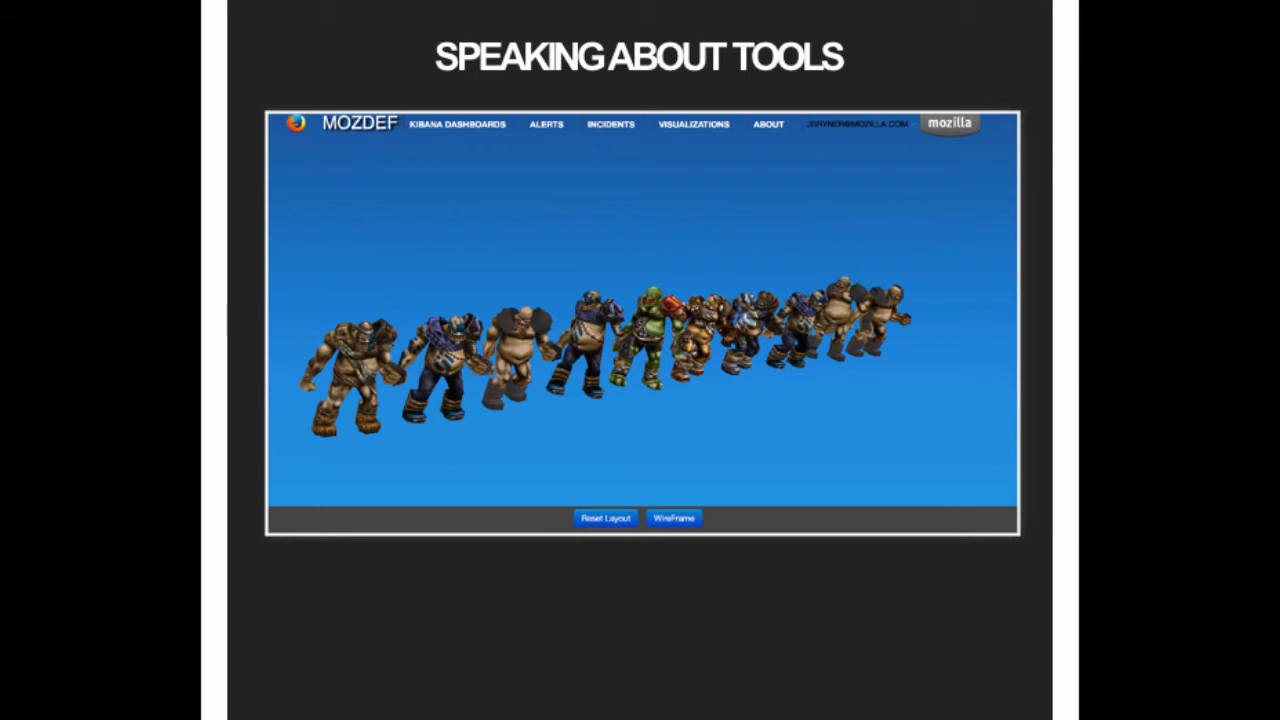 SPEAKING ABOUT TOOLS
MOZDEF KIBANA DASHBOARDS ALERTS INCIDENTS VISUALIZATIONS ABOUT JBRYNER@MOZILLA.COM mozilla
Reset Layout WireFrame